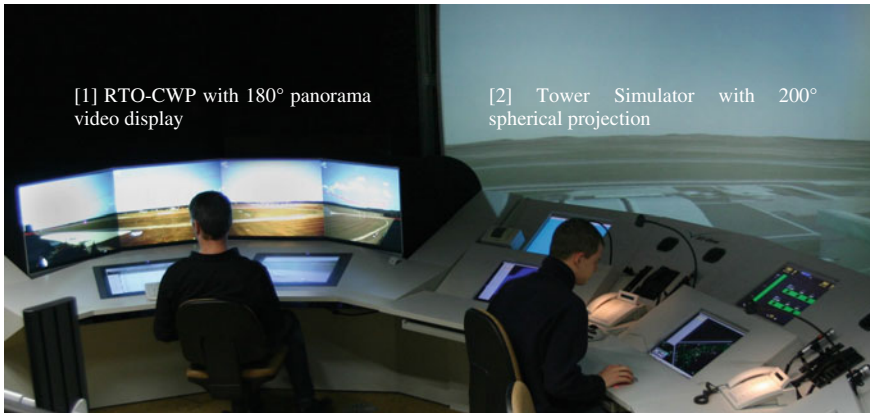 [1] RTO-CWP with 180° panorama
video display
[2] Tower Simulator with 200°
spherical projection